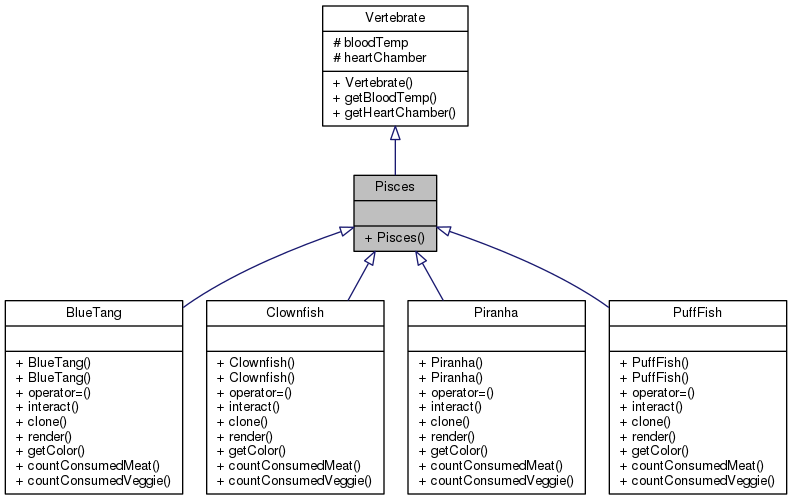 Vertebrate
# bloodTemp
# heartChamber
+ Vertebrate()
+ getBloodTemp()
+ getHeartChamber()
Pisces
+ Pisces()
BlueTang
+ BlueTang()
+ BlueTang()
+ operator=()
+ interact()
+ clone()
+ render()
+ getColor()
+ countConsumedMeat()
+ countConsumedVeggie()
Clownfish
+ Clownfish()
+ Clownfish()
+ operator=()
+ interact()
+ clone()
+ render()
+ getColor()
+ countConsumedMeat()
+ countConsumedVeggie()
Piranha
+ Piranha()
+ Piranha()
+ operator=()
+ interact()
+ clone()
+ render()
+ getColor()
+ countConsumedMeat()
+ countConsumedVeggie()
PuffFish
+ PuffFish()
+ PuffFish()
+ operator=()
+ interact()
+ clone()
+ render()
+ getColor()
+ countConsumedMeat()
+ countConsumedVeggie()